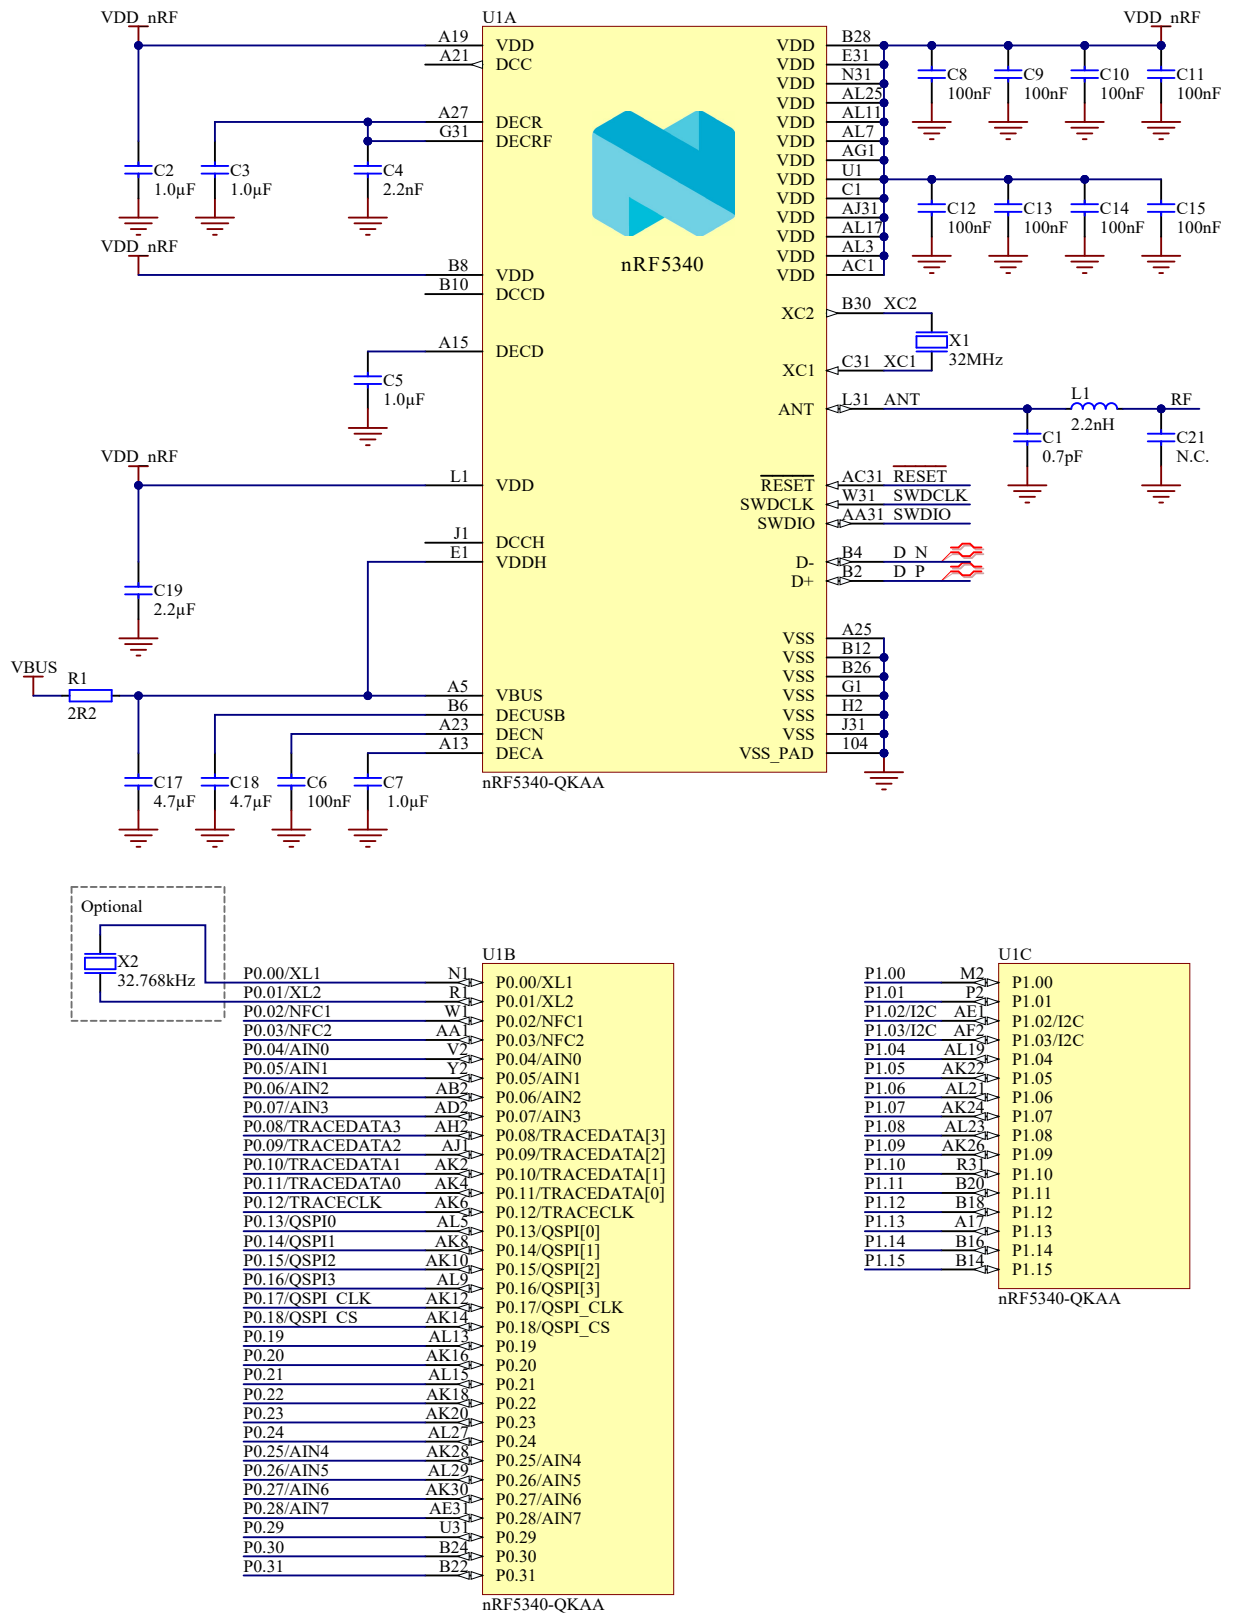 VDD_nRF
U1A
VDD_nRF
A19 VDD
A21 DCC
A27 DECR
G31 DECRF
C2 1.0µF
C3 1.0µF
C4 2.2nF
VDD_nRF
B8 VDD
B10 DCCD
A15 DECD
C5 1.0µF
VDD_nRF
L1 VDD
J1 DCCH
E1 VDDH
C19 2.2µF
VBUS
R1 2R2
A5 VBUS
B6 DECUSB
A23 DECN
A13 DECA
C17 4.7µF
C18 4.7µF
C6 100nF
C7 1.0µF
nRF5340
VDD B28
VDD E31
VDD N31
VDD AL25
VDD AL11
VDD AL7
VDD AG1
VDD U1
VDD C1
VDD AJ31
VDD AL17
VDD AL3
VDD AC1
C8 100nF
C9 100nF
C10 100nF
C11 100nF
C12 100nF
C13 100nF
C14 100nF
C15 100nF
XC2 B30 XC2
X1 32MHz
XC1 C31 XC1
ANT L31 ANT
L1 2.2nH
RF
C1 0.7pF
C21 N.C.
RESET AC31 RESET
SWDCLK W31 SWDCLK
SWDIO AA31 SWDIO
D- B4 D_N
D+ B2 D_P
VSS A25
VSS B12
VSS B26
VSS G1
VSS H2
VSS J31
VSS_PAD 104
nRF5340-QKAA
Optional
X2 32.768kHz
U1B
P0.00/XL1 N1 P0.00/XL1
P0.01/XL2 R1 P0.01/XL2
P0.02/NFC1 W1 P0.02/NFC1
P0.03/NFC2 AA1 P0.03/NFC2
P0.04/AIN0 V2 P0.04/AIN0
P0.05/AIN1 Y2 P0.05/AIN1
P0.06/AIN2 AB2 P0.06/AIN2
P0.07/AIN3 AD2 P0.07/AIN3
P0.08/TRACEDATA3 AH2 P0.08/TRACEDATA[3]
P0.09/TRACEDATA2 AJ1 P0.09/TRACEDATA[2]
P0.10/TRACEDATA1 AK2 P0.10/TRACEDATA[1]
P0.11/TRACEDATA0 AK4 P0.11/TRACEDATA[0]
P0.12/TRACECLK AK6 P0.12/TRACECLK
P0.13/QSPI0 AL5 P0.13/QSPI[0]
P0.14/QSPI1 AK8 P0.14/QSPI[1]
P0.15/QSPI2 AK10 P0.15/QSPI[2]
P0.16/QSPI3 AL9 P0.16/QSPI[3]
P0.17/QSPI_CLK AK12 P0.17/QSPI_CLK
P0.18/QSPI_CS AK14 P0.18/QSPI_CS
P0.19 AL13 P0.19
P0.20 AK16 P0.20
P0.21 AL15 P0.21
P0.22 AK18 P0.22
P0.23 AK20 P0.23
P0.24 AL27 P0.24
P0.25/AIN4 AK28 P0.25/AIN4
P0.26/AIN5 AL29 P0.26/AIN5
P0.27/AIN6 AK30 P0.27/AIN6
P0.28/AIN7 AE31 P0.28/AIN7
P0.29 U31 P0.29
P0.30 B24 P0.30
P0.31 B22 P0.31
nRF5340-QKAA
U1C
P1.00 M2 P1.00
P1.01 P2 P1.01
P1.02/I2C AE1 P1.02/I2C
P1.03/I2C AF2 P1.03/I2C
P1.04 AL19 P1.04
P1.05 AK22 P1.05
P1.06 AL21 P1.06
P1.07 AK24 P1.07
P1.08 AL23 P1.08
P1.09 AK26 P1.09
P1.10 R31 P1.10
P1.11 B20 P1.11
P1.12 B18 P1.12
P1.13 A17 P1.13
P1.14 B16 P1.14
P1.15 B14 P1.15
nRF5340-QKAA